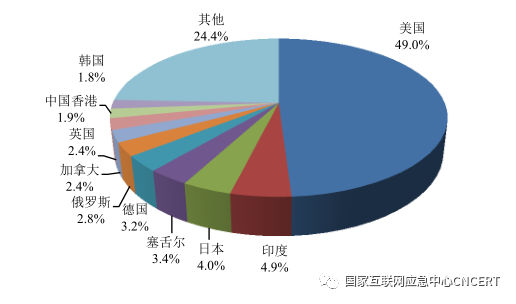 美国
49.0%
印度
4.9%
日本
4.0%
塞舌尔
3.4%
德国
3.2%
俄罗斯
2.8%
加拿大
2.4%
英国
2.4%
中国香港
1.9%
韩国
1.8%
其他
24.4%
国家互联网应急中心CNCERT